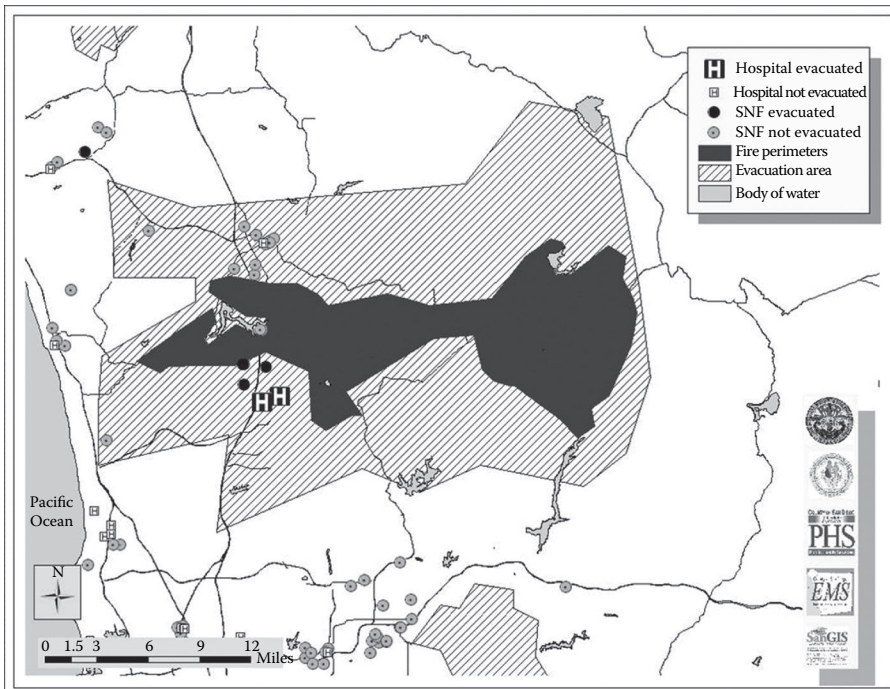 Hospital evacuated
Hospital not evacuated
SNF evacuated
SNF not evacuated
Fire perimeters
Evacuation area
Body of water
Pacific
Ocean
N
0 1.5 3 6 9 12
Miles
PHS
EMS
SanGIS